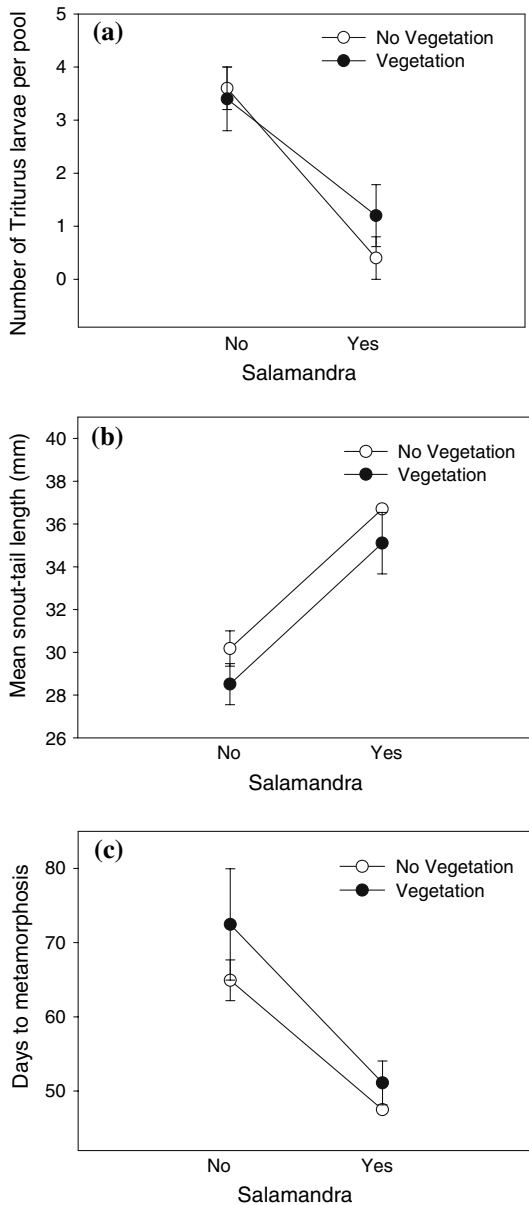 (a)
No Vegetation
Vegetation
Number of Triturus larvae per pool
5
4
3
2
1
0
No Yes
Salamandra
(b)
No Vegetation
Vegetation
Mean snout-tail length (mm)
40
38
36
34
32
30
28
26
No Yes
Salamandra
(c)
No Vegetation
Vegetation
Days to metamorphosis
80
70
60
50
No Yes
Salamandra